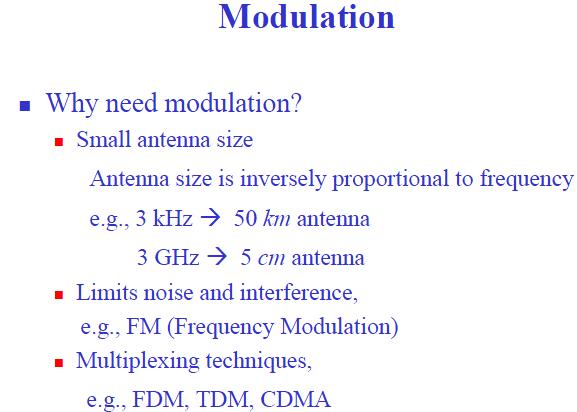 Modulation
Why need modulation?
Small antenna size
Antenna size is inversely proportional to frequency
e.g., 3 kHz → 50 km antenna
3 GHz → 5 cm antenna
Limits noise and interference,
e.g., FM (Frequency Modulation)
Multiplexing techniques,
e.g., FDM, TDM, CDMA